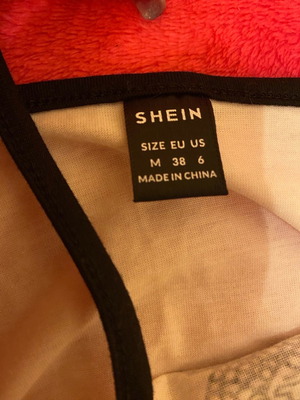 SHEIN
SIZE EU US
M 38 6
MADE IN CHINA